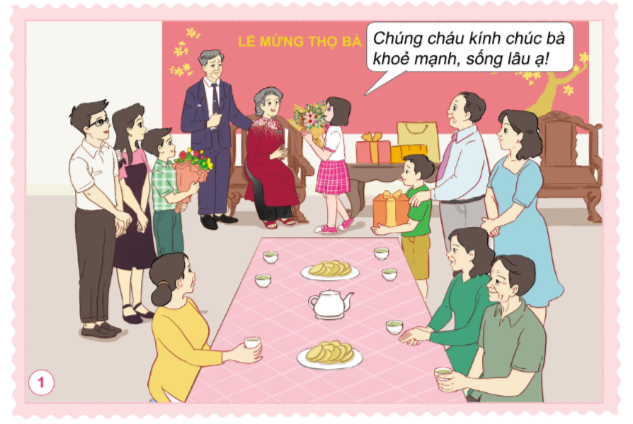 LỄ MỪNG THỌ BÀ
Chúng cháu kính chúc bà
khoẻ mạnh, sống lâu ạ!
1